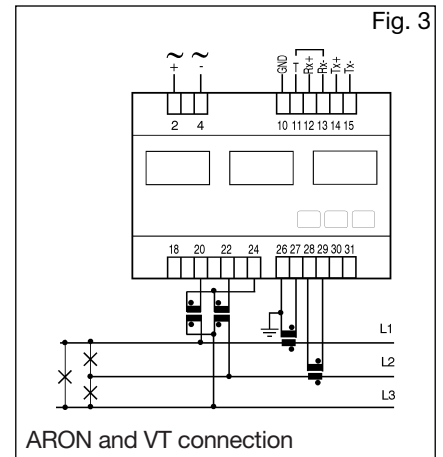 Fig. 3
~ ~
+ -
GND T Rx+ Rx- Tx+ Tx-
2 4 10 11 12 13 14 15
18 20 22 24 26 27 28 29 30 31
L1
L2
L3
ARON and VT connection